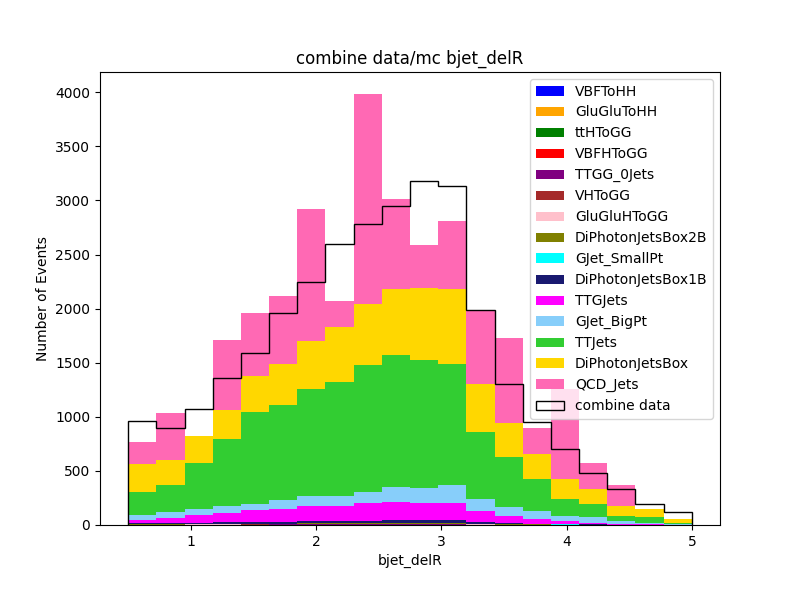 combine data/mc bjet_delR
4000
3500
3000
2500
2000
1500
1000
500
0
Number of Events
1
2
3
4
5
bjet_delR
VBFToHH
GluGluToHH
ttHToGG
VBFHToGG
TTGG_0Jets
VHToGG
GluGluHToGG
DiPhotonJetsBox2B
GJet_SmallPt
DiPhotonJetsBox1B
TTGJets
GJet_BigPt
TTJets
DiPhotonJetsBox
QCD_Jets
combine data